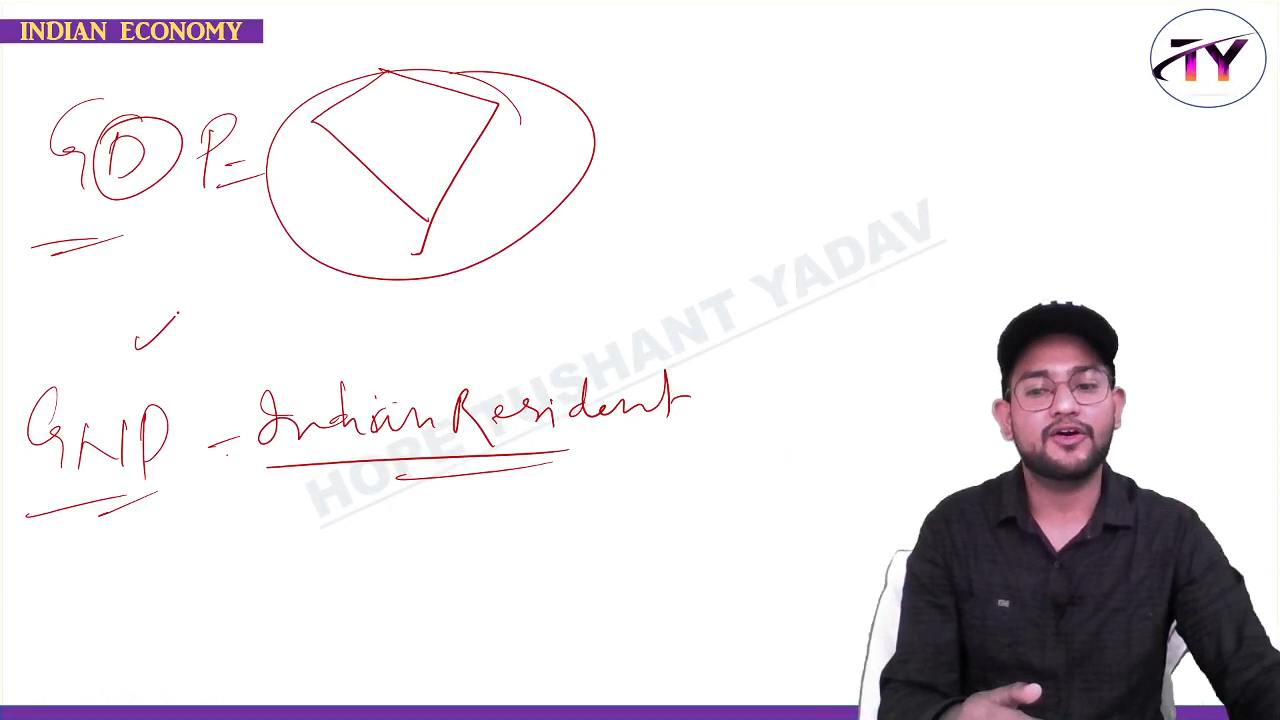 INDIAN ECONOMY
TY
GDP =
HOPE TUSHANT YADAV
GNP = Indian Resident